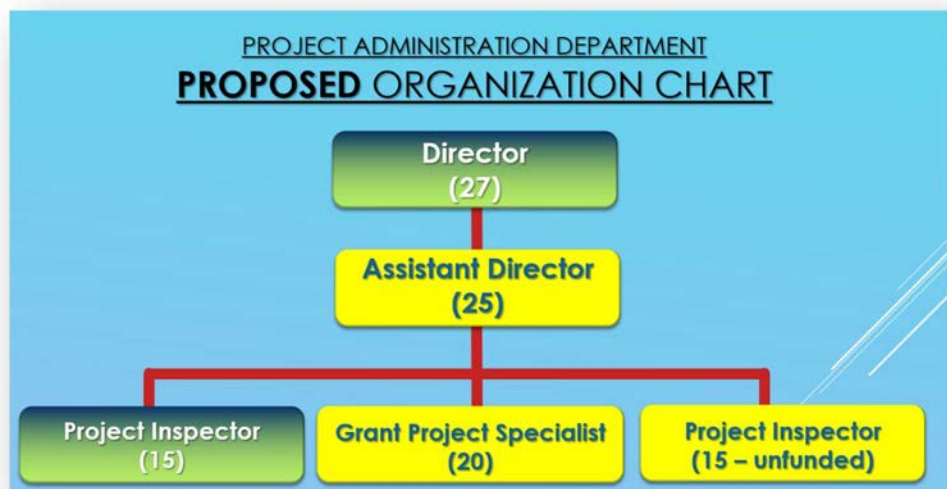 PROJECT ADMINISTRATION DEPARTMENT
PROPOSED ORGANIZATION CHART
Director
(27)
Assistant Director
(25)
Project Inspector
(15)
Grant Project Specialist
(20)
Project Inspector
(15 – unfunded)